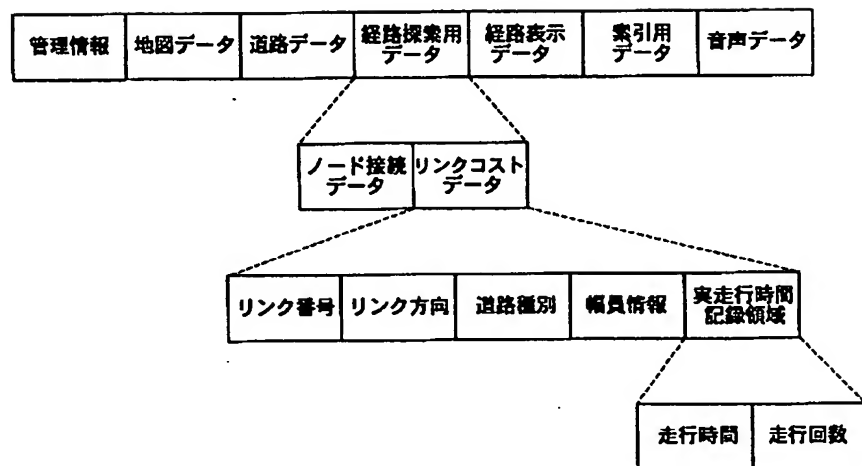 管理情報
地図データ
道路データ
経路探索用
データ
経路表示
データ
索引用
データ
音声データ
ノード接続
データ
リンクコスト
データ
リンク番号
リンク方向
道路種別
幅員情報
実走行時間
記録領域
走行時間
走行回数